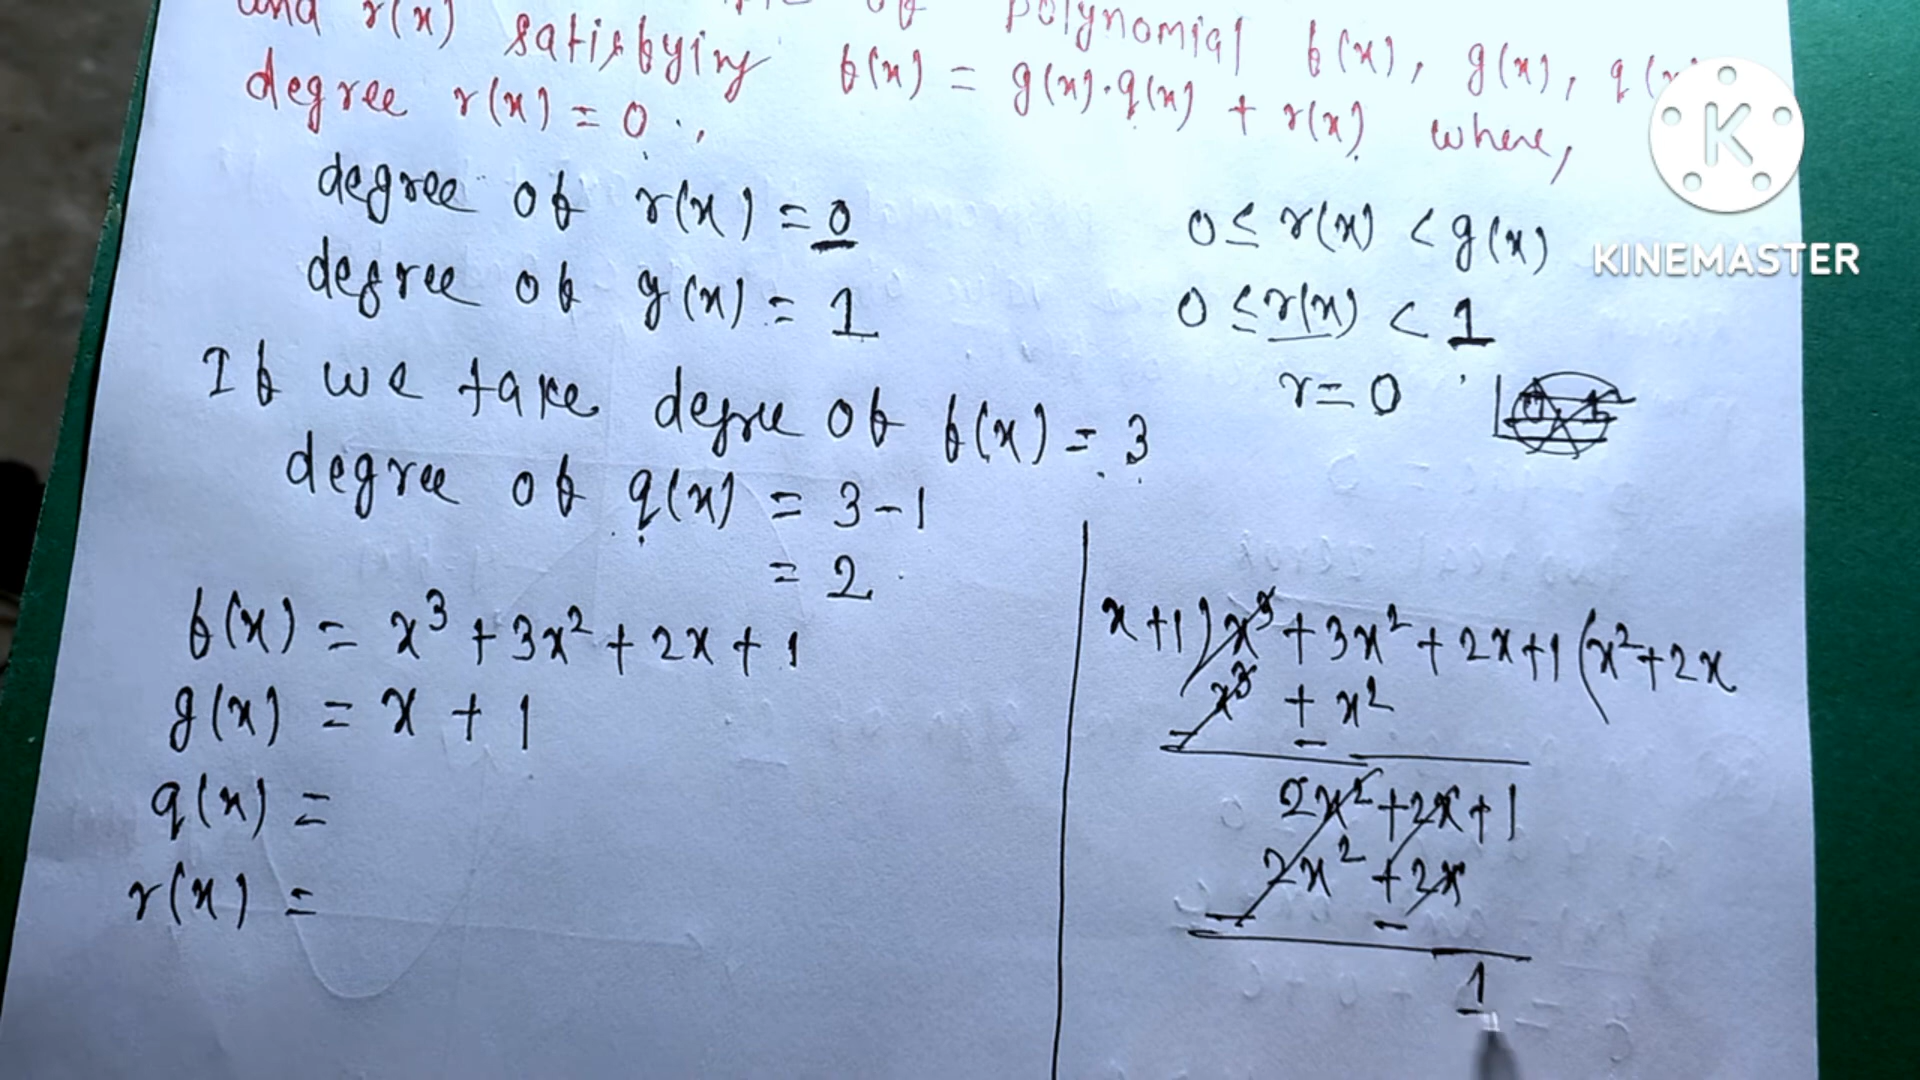 and r(x) satisfying of polynomial f(x), g(x), q(x)
degree r(x) = 0. f(x) = g(x).q(x) + r(x) where,
degree of r(x) = 0
degree of g(x) = 1
If we take degree of f(x) = 3
degree of q(x) = 3-1
= 2
f(x) = x³ + 3x² + 2x + 1
g(x) = x + 1
q(x) =
r(x) =
0 ≤ r(x) < g(x)
0 ≤ r(x) < 1
r = 0
x+1)x³+3x²+2x+1(x²+2x
x³ + x²
- -
2x²+2x+1
2x²+2x
- -
1
K
KINEMASTER